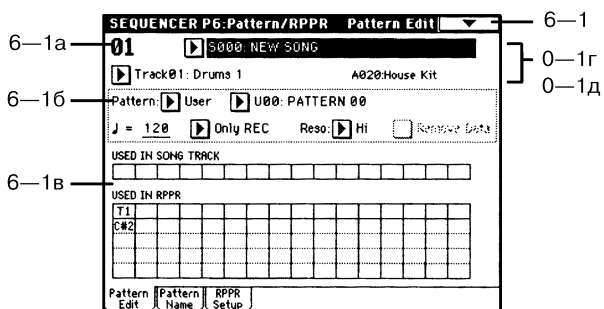 SEQUENCER P6:Pattern/RPPR Pattern Edit
6—1
6—1а
01
S000: NEW SONG
0—1г
Track01: Drums 1
A020:House Kit
0—1д
6—1б
Pattern: User U00: PATTERN 00
♩ = 120 Only REC Reso: Hi Remove Data
USED IN SONG TRACK
6—1в
USED IN RPPR
T1
C#2
Pattern Edit
Pattern Name
RPPR Setup